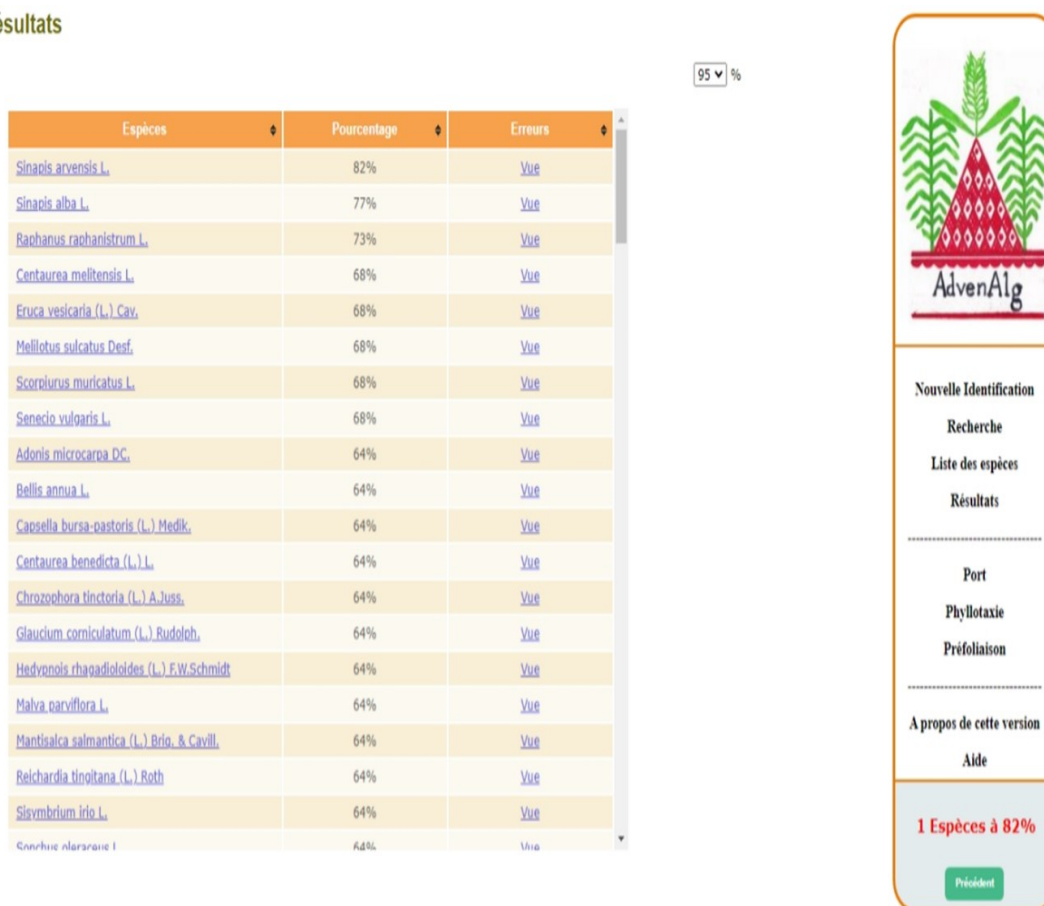 ésultats
95 %
Espèces Pourcentage Erreurs
Sinapis arvensis L. 82% Vue
Sinapis alba L. 77% Vue
Raphanus raphanistrum L. 73% Vue
Centaurea melitensis L. 68% Vue
Eruca vesicaria (L.) Cav. 68% Vue
Melilotus sulcatus Desf. 68% Vue
Scorpiurus muricatus L. 68% Vue
Senecio vulgaris L. 68% Vue
Adonis microcarpa DC. 64% Vue
Bellis annua L. 64% Vue
Capsella bursa-pastoris (L.) Medik. 64% Vue
Centaurea benedicta (L.) L. 64% Vue
Chrozophora tinctoria (L.) A.Juss. 64% Vue
Glaucium corniculatum (L.) Rudolph. 64% Vue
Hedypnois rhagadioloides (L.) F.W.Schmidt 64% Vue
Malva parviflora L. 64% Vue
Mantisalca salmantica (L.) Briq. & Cavill. 64% Vue
Reichardia tingitana (L.) Roth 64% Vue
Sisymbrium irio L. 64% Vue
Sonchus oleraceus L. 64% Vue
AdvenAlg
Nouvelle Identification
Recherche
Liste des espèces
Résultats
Port
Phyllotaxie
Préfoliaison
A propos de cette version
Aide
1 Espèces à 82%
Précédent